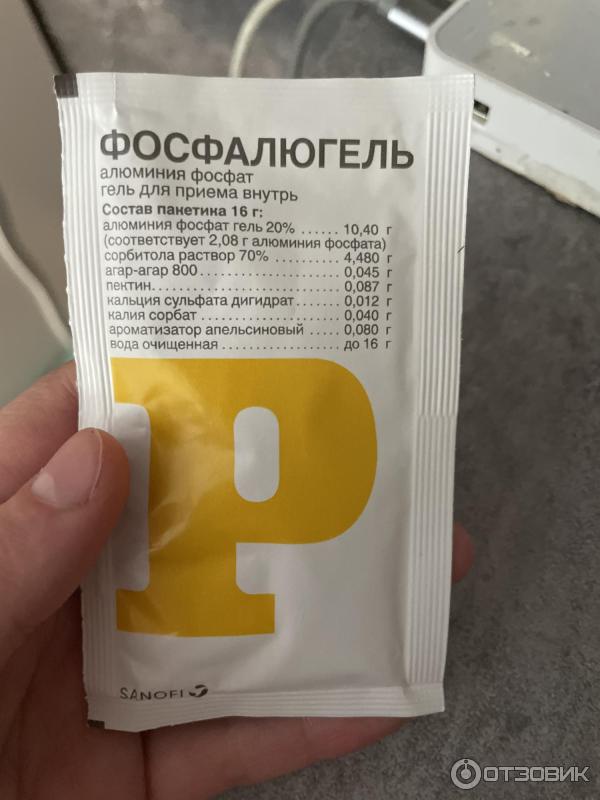 ФОСФАЛЮГЕЛЬ
алюминия фосфат
гель для приема внутрь
Состав пакетика 16 г:
алюминия фосфат гель 20% ...... 10,40 г
(соответствует 2,08 г алюминия фосфата)
сорбитола раствор 70% ........... 4,480 г
агар-агар 800.................... 0,045 г
пектин........................... 0,087 г
кальция сульфата дигидрат....... 0,012 г
калия сорбат .................... 0,040 г
ароматизатор апельсиновый ..... 0,080 г
вода очищенная .................. до 16 г
P
SANOFI
ОТЗОВИК